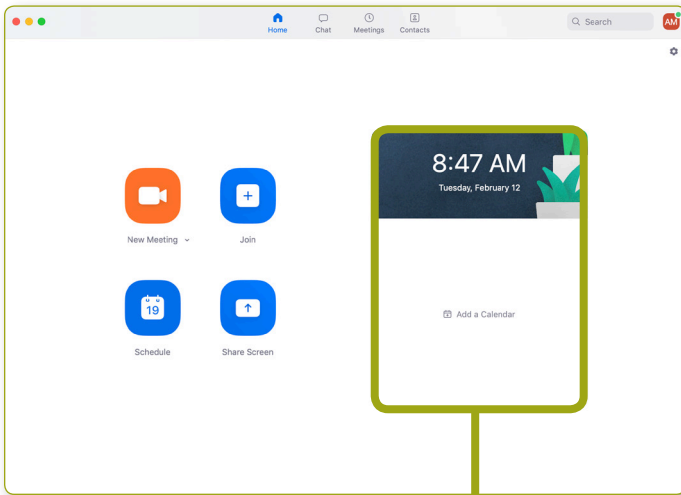 Home Chat Meetings Contacts
Search
AM
8:47 AM
Tuesday, February 12
New Meeting
Join
19
Schedule
Share Screen
Add a Calendar